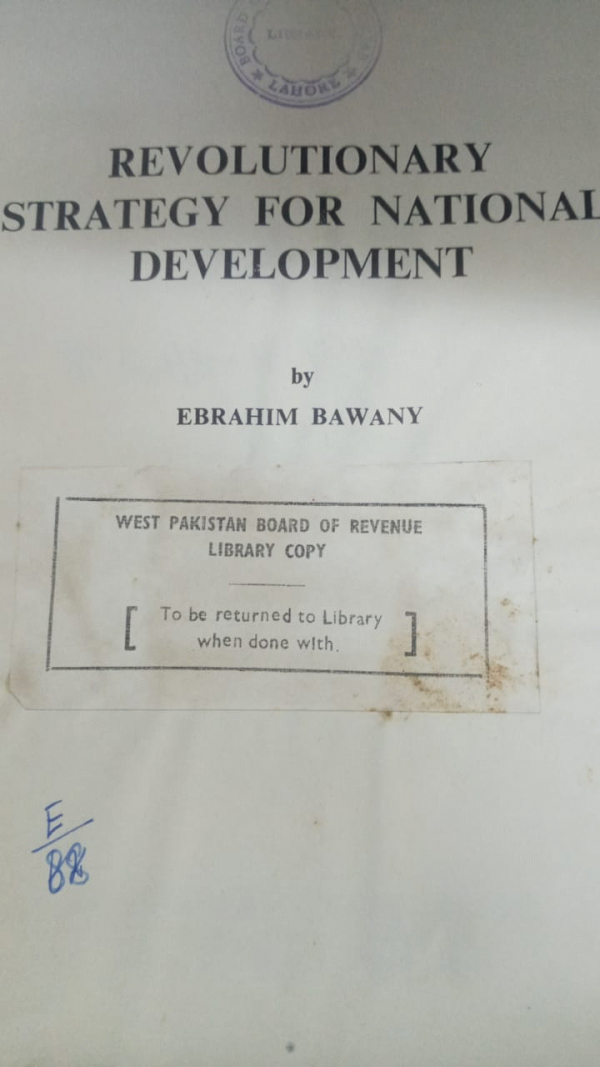 BOARD
LIBRARY
LAHORE
REVOLUTIONARY
STRATEGY FOR NATIONAL
DEVELOPMENT
by
EBRAHIM BAWANY
WEST PAKISTAN BOARD OF REVENUE
LIBRARY COPY
[ To be returned to Library
when done with. ]
E